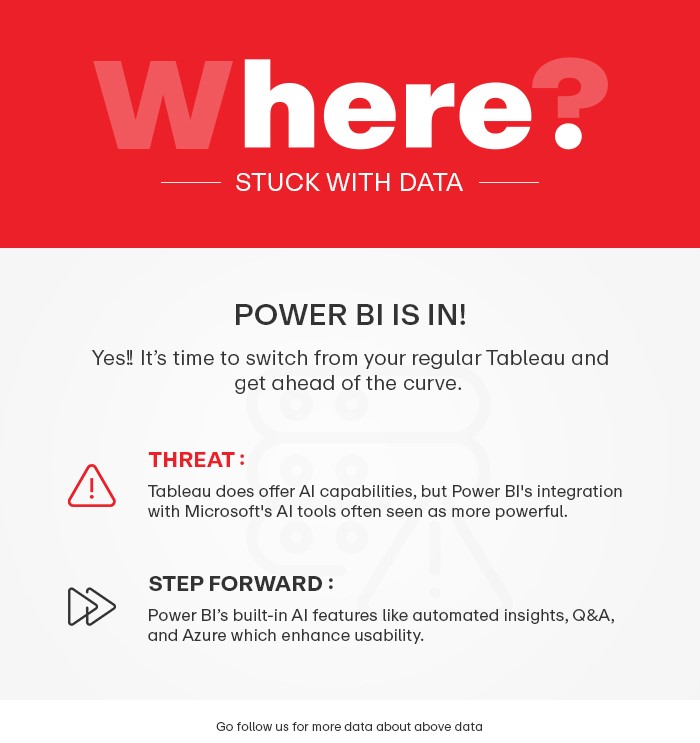 Where?
STUCK WITH DATA
POWER BI IS IN!
Yes!! It's time to switch from your regular Tableau and
get ahead of the curve.
THREAT :
Tableau does offer AI capabilities, but Power BI's integration
with Microsoft's AI tools often seen as more powerful.
STEP FORWARD :
Power BI's built-in AI features like automated insights, Q&A,
and Azure which enhance usability.
Go follow us for more data about above data